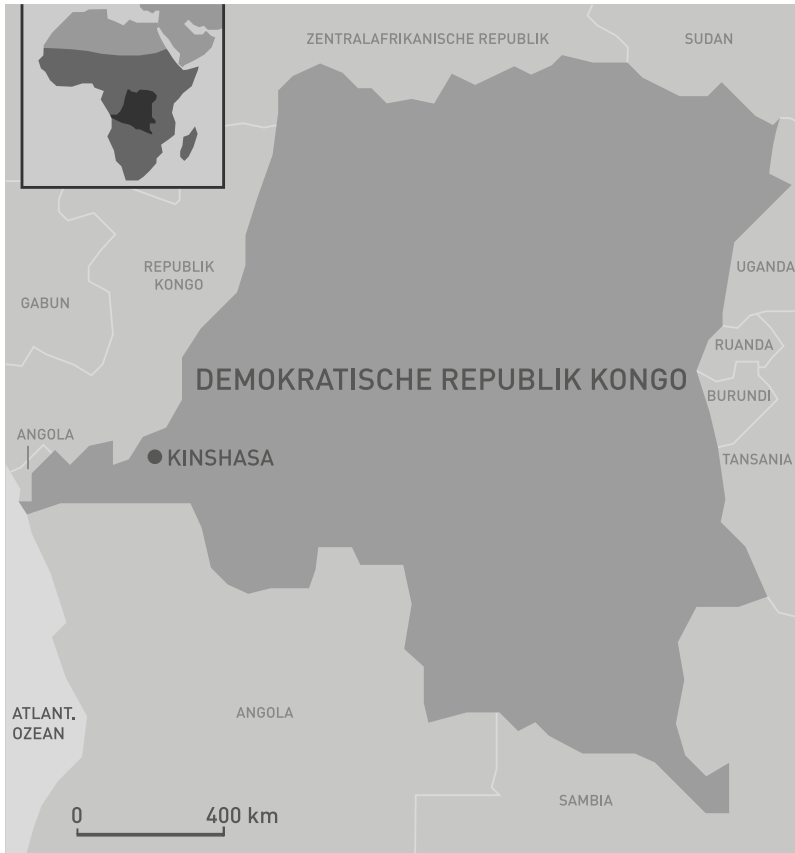 ZENTRALAFRIKANISCHE REPUBLIK
SUDAN
REPUBLIK
KONGO
UGANDA
GABUN
RUANDA
DEMOKRATISCHE REPUBLIK KONGO
BURUNDI
ANGOLA
KINSHASA
TANSANIA
ATLANT.
OZEAN
ANGOLA
SAMBIA
0
400 km